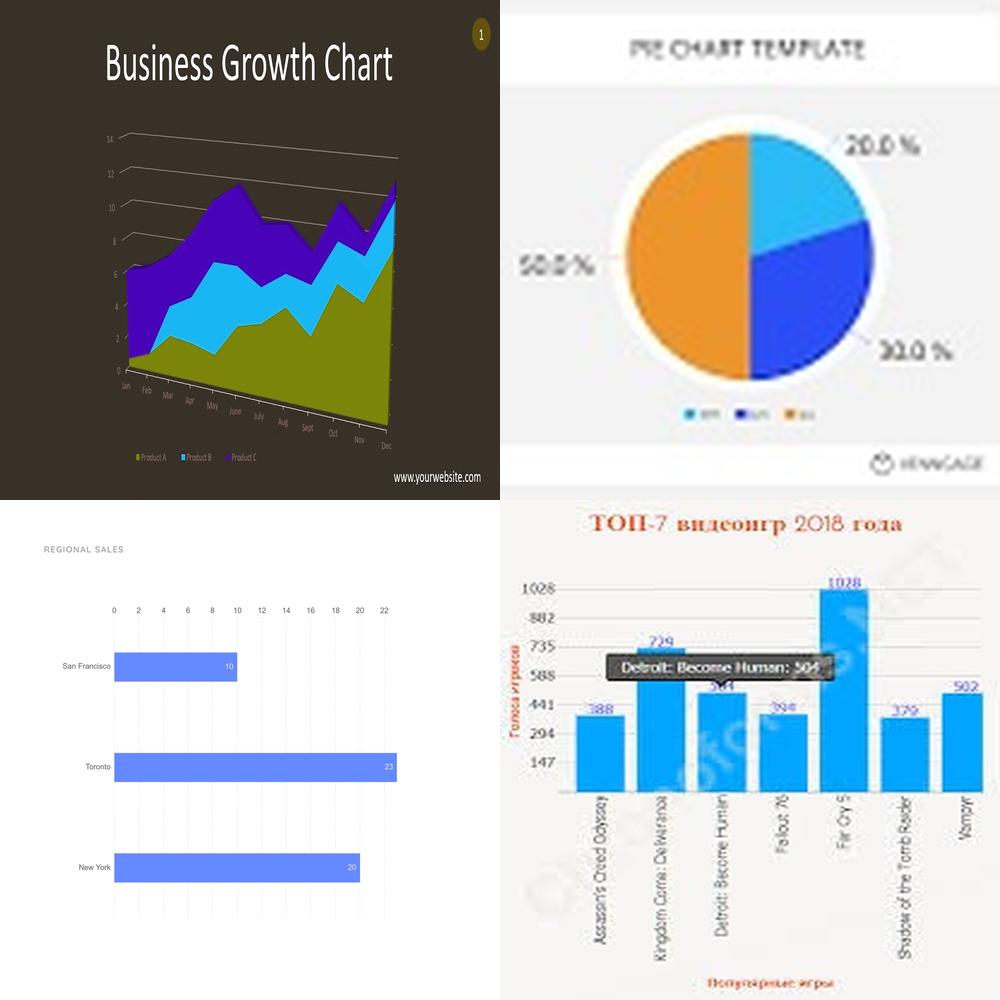 1
Business Growth Chart
14
12
10
8
6
4
2
0
Jan Feb Mar Apr May June July Aug Sept Oct Nov Dec
Product A Product B Product C
www.yourwebsite.com
PIE CHART TEMPLATE
20.0 %
50.0 %
30.0 %
VENNGAGE
REGIONAL SALES
0 2 4 6 8 10 12 14 16 18 20 22
San Francisco 10
Toronto 23
New York 20
ТОП-7 видеоигр 2018 года
1028
882
735
588
441
294
147
Голоса игроков
388
729
Detroit: Become Human: 504
504
394
1028
379
502
Assassin's Creed Odyssey
Kingdom Come: Deliverance
Detroit: Become Human
Fallout 76
Far Cry 5
Shadow of the Tomb Raider
Vampyr
Популярные игры